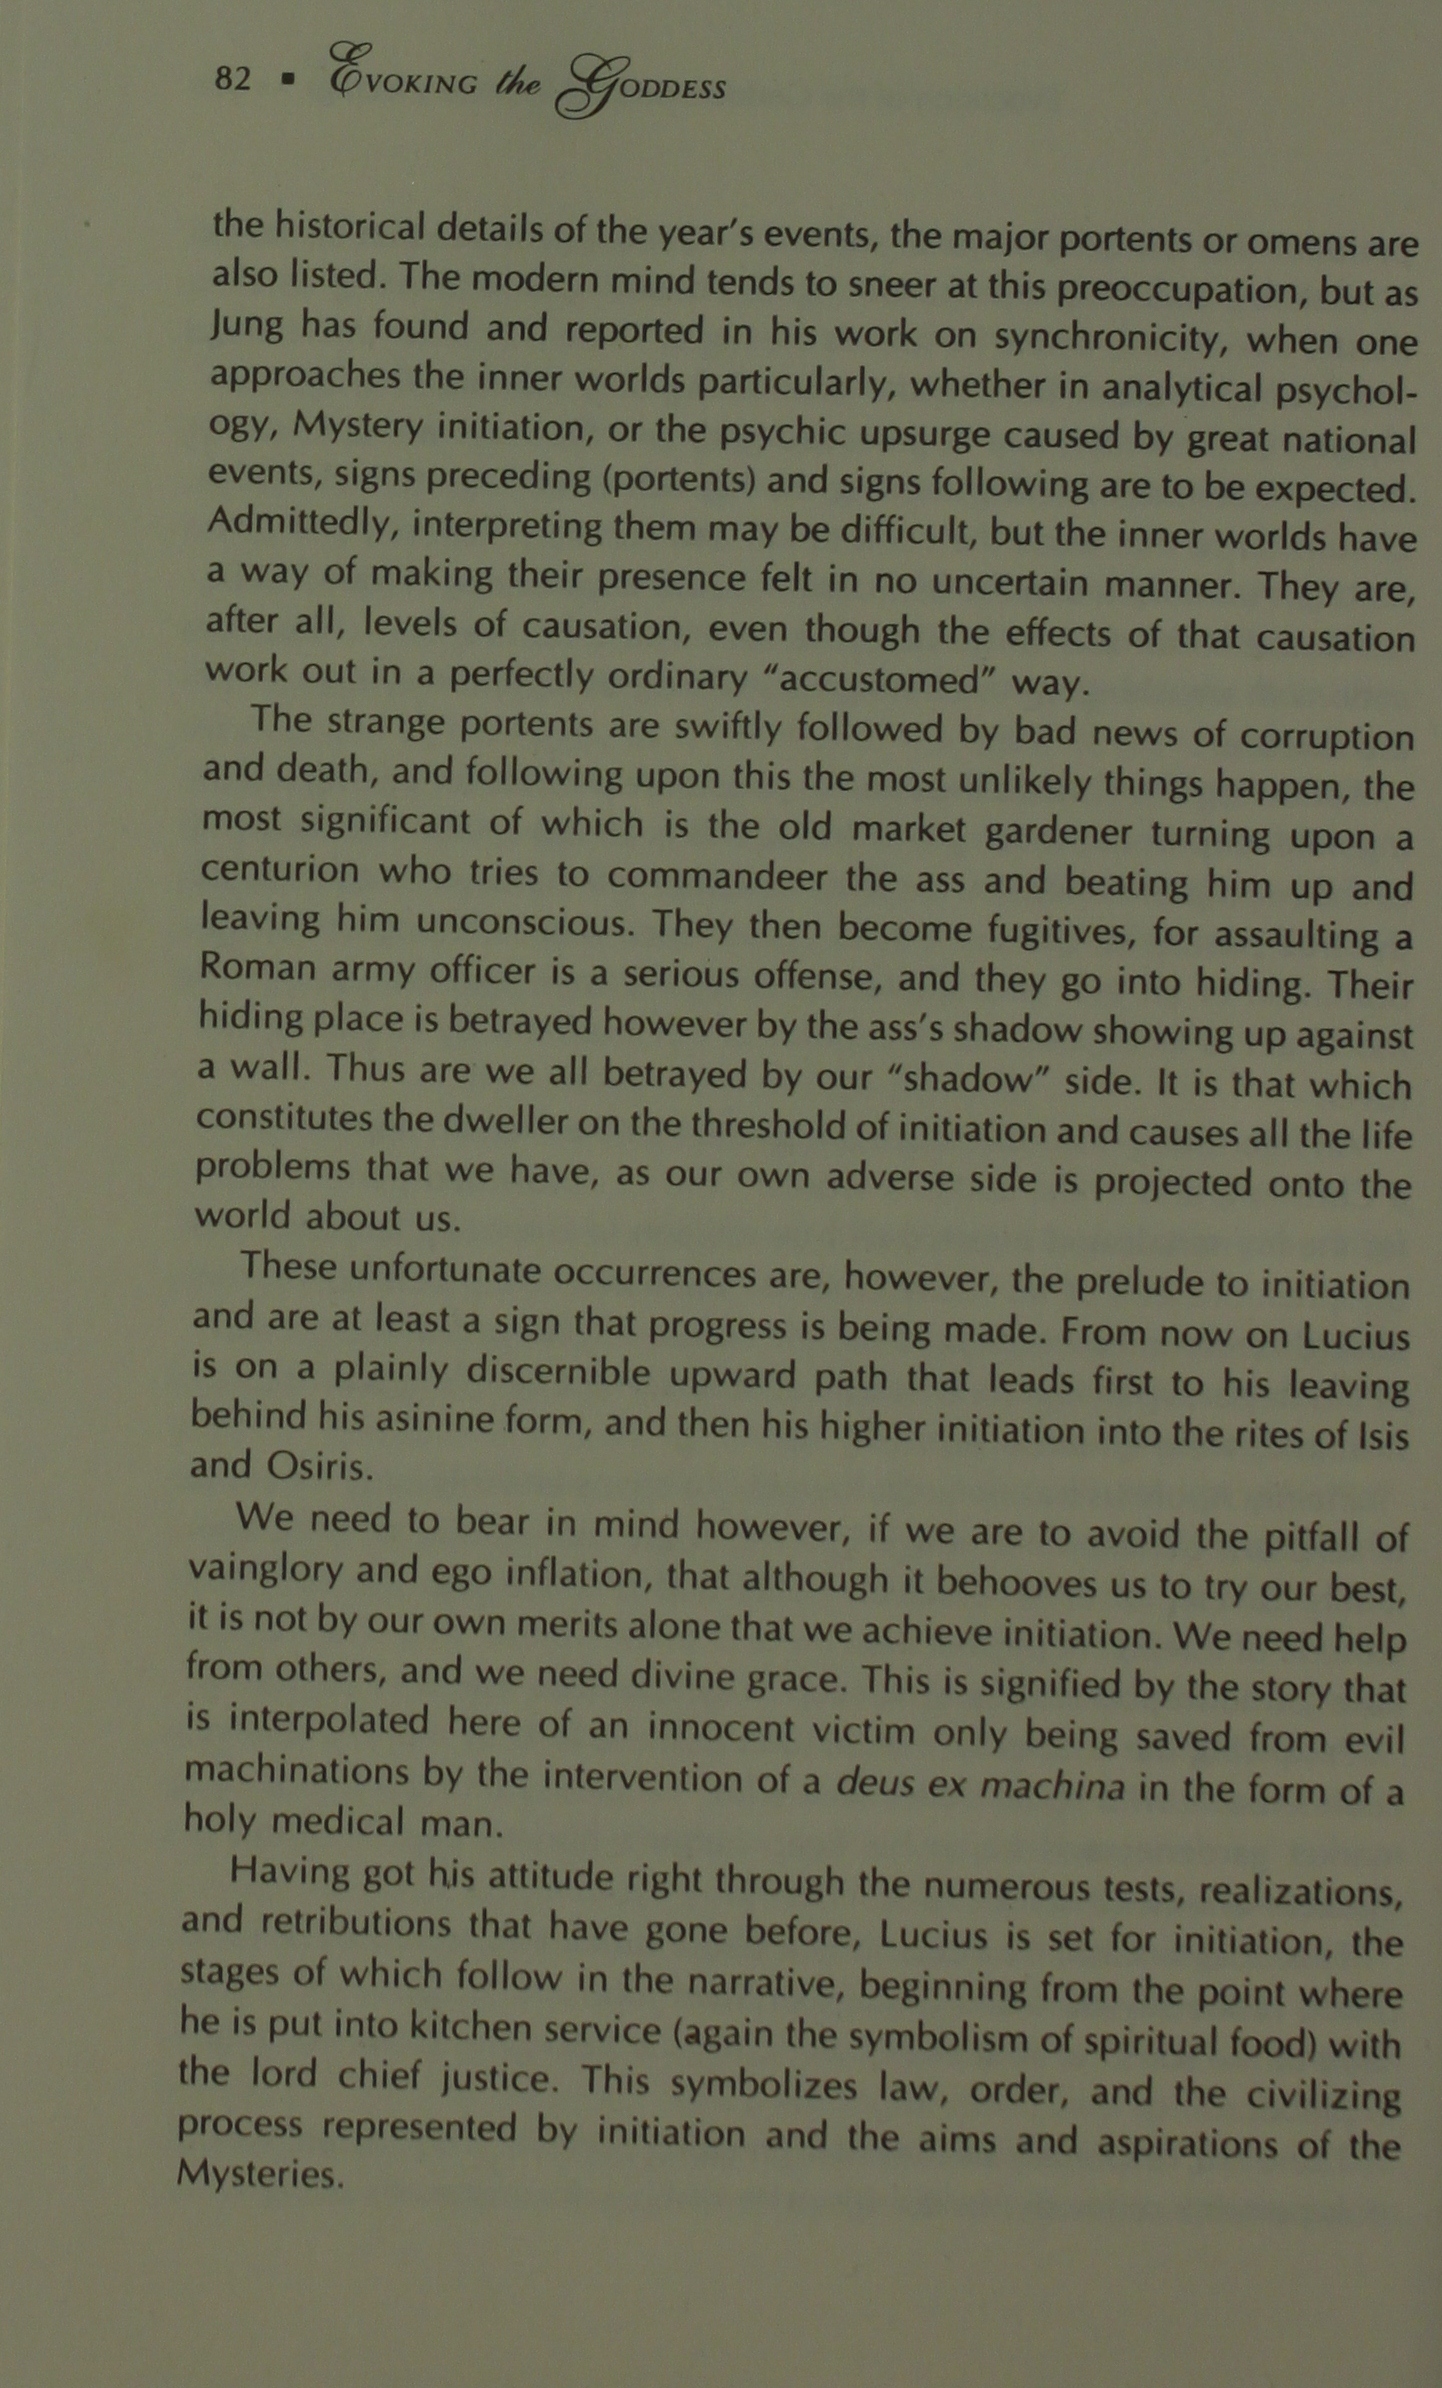 82 ▪ Evoking the Goddess
the historical details of the year's events, the major portents or omens are
also listed. The modern mind tends to sneer at this preoccupation, but as
Jung has found and reported in his work on synchronicity, when one
approaches the inner worlds particularly, whether in analytical psychol-
ogy, Mystery initiation, or the psychic upsurge caused by great national
events, signs preceding (portents) and signs following are to be expected.
Admittedly, interpreting them may be difficult, but the inner worlds have
a way of making their presence felt in no uncertain manner. They are,
after all, levels of causation, even though the effects of that causation
work out in a perfectly ordinary "accustomed" way.
The strange portents are swiftly followed by bad news of corruption
and death, and following upon this the most unlikely things happen, the
most significant of which is the old market gardener turning upon a
centurion who tries to commandeer the ass and beating him up and
leaving him unconscious. They then become fugitives, for assaulting a
Roman army officer is a serious offense, and they go into hiding. Their
hiding place is betrayed however by the ass's shadow showing up against
a wall. Thus are we all betrayed by our "shadow" side. It is that which
constitutes the dweller on the threshold of initiation and causes all the life
problems that we have, as our own adverse side is projected onto the
world about us.
These unfortunate occurrences are, however, the prelude to initiation
and are at least a sign that progress is being made. From now on Lucius
is on a plainly discernible upward path that leads first to his leaving
behind his asinine form, and then his higher initiation into the rites of Isis
and Osiris.
We need to bear in mind however, if we are to avoid the pitfall of
vainglory and ego inflation, that although it behooves us to try our best,
it is not by our own merits alone that we achieve initiation. We need help
from others, and we need divine grace. This is signified by the story that
is interpolated here of an innocent victim only being saved from evil
machinations by the intervention of a deus ex machina in the form of a
holy medical man.
Having got his attitude right through the numerous tests, realizations,
and retributions that have gone before, Lucius is set for initiation, the
stages of which follow in the narrative, beginning from the point where
he is put into kitchen service (again the symbolism of spiritual food) with
the lord chief justice. This symbolizes law, order, and the civilizing
process represented by initiation and the aims and aspirations of the
Mysteries.